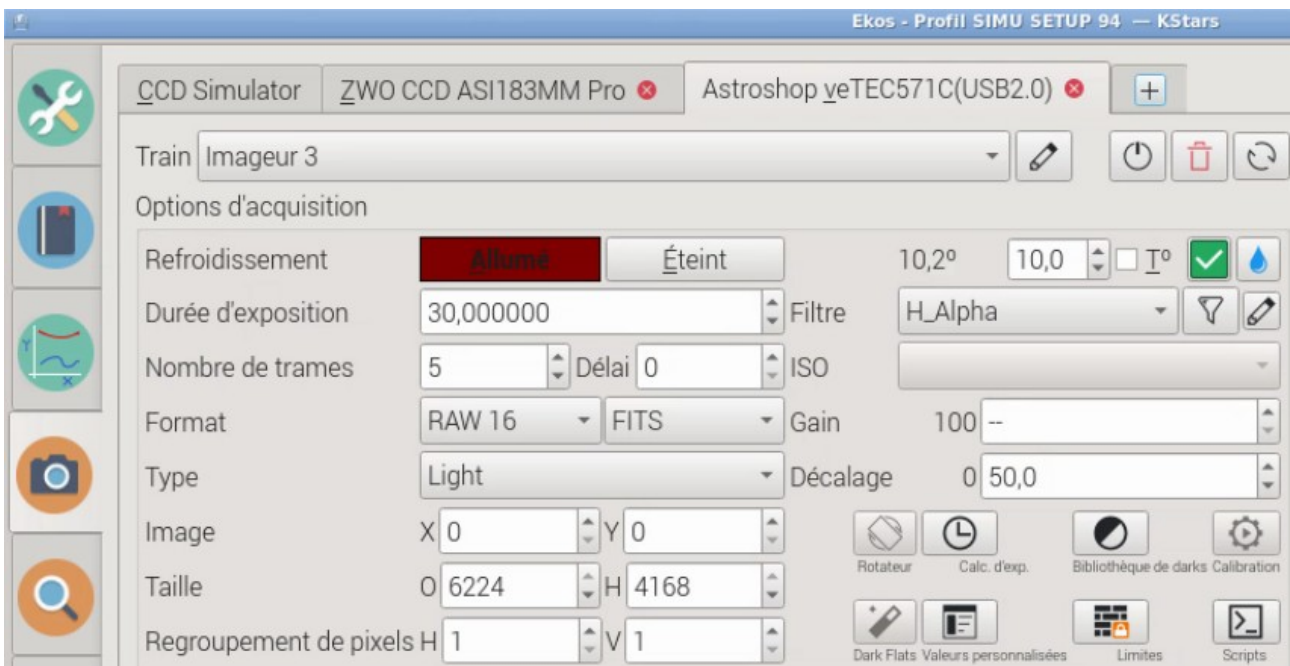 Ekos - Profil SIMU SETUP 94 — KStars
CCD Simulator ZWO CCD ASI183MM Pro Astroshop veTEC571C(USB2.0) +
Train Imageur 3
Options d'acquisition
Refroidissement Allumé Éteint 10,2º 10,0 Tº
Durée d'exposition 30,000000 Filtre H_Alpha
Nombre de trames 5 Délai 0 ISO
Format RAW 16 FITS Gain 100 --
Type Light Décalage 0 50,0
Image X 0 Y 0
Rotateur Calc. d'exp. Bibliothèque de darks Calibration
Taille O 6224 H 4168
Regroupement de pixels H 1 V 1
Dark Flats Valeurs personnalisées Limites Scripts